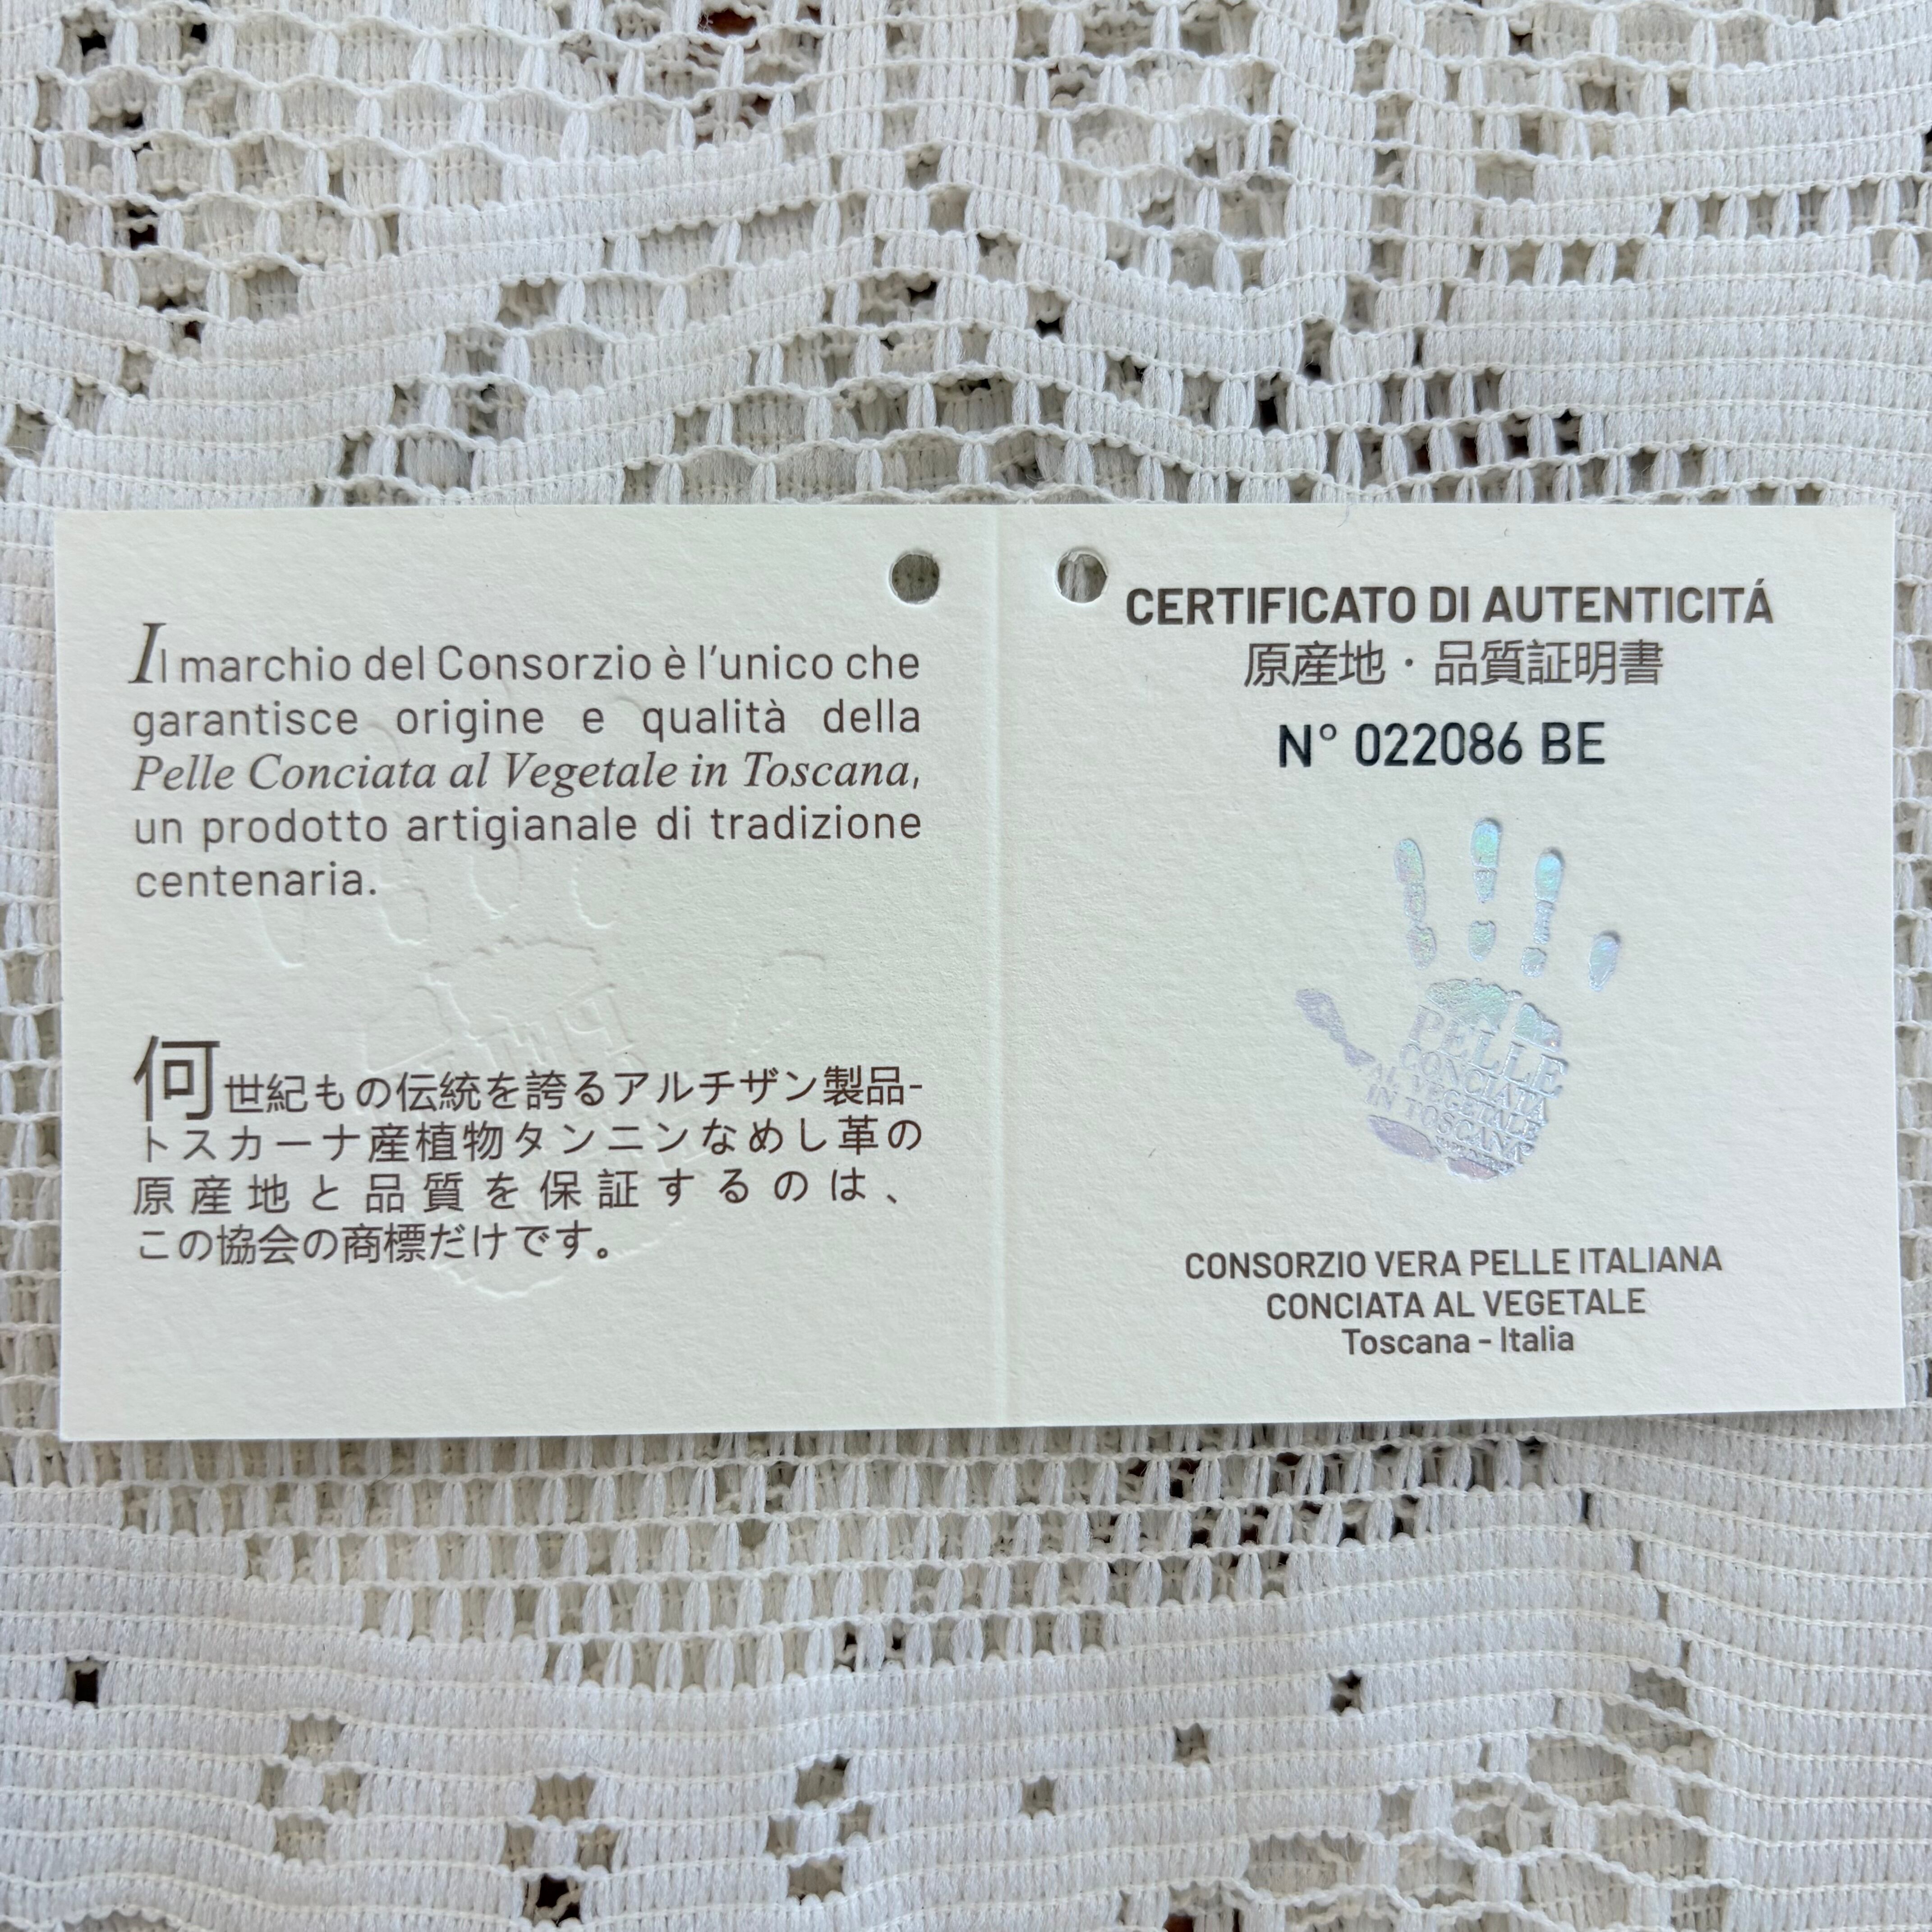 Il marchio del Consorzio è l'unico che
garantisce origine e qualità della
Pelle Conciata al Vegetale in Toscana,
un prodotto artigianale di tradizione
centenaria.
何世紀もの伝統を誇るアルチザン製品-
トスカーナ産植物タンニンなめし革の
原産地と品質を保証するのは、
この協会の商標だけです。
CERTIFICATO DI AUTENTICITÁ
原産地・品質証明書
N° 022086 BE
PELLE
CONCIATA
AL VEGETALE
IN TOSCANA
CONSORZIO VERA PELLE ITALIANA
CONCIATA AL VEGETALE
Toscana - Italia